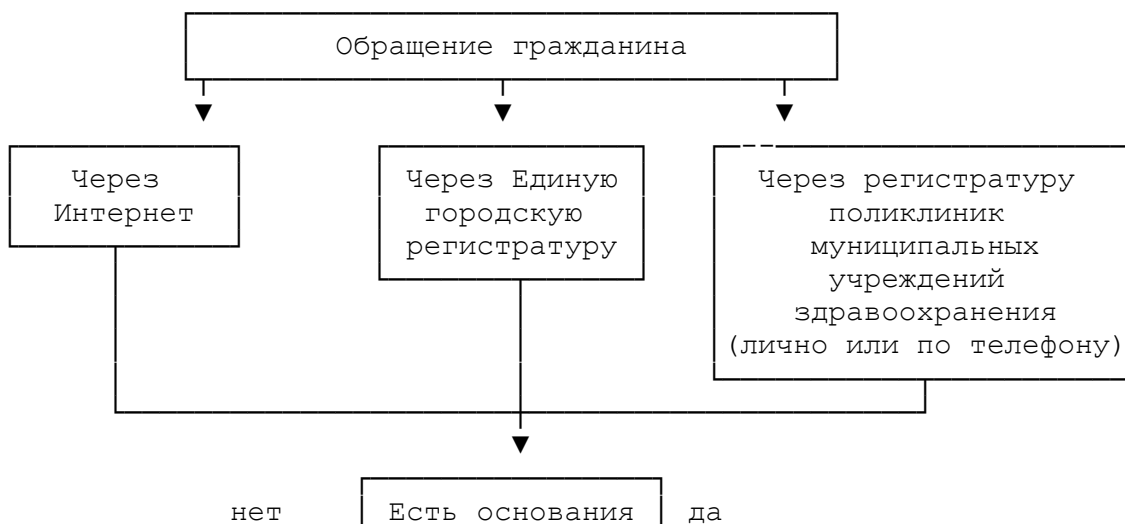 Обращение гражданина
Через
Интернет
Через Единую
городскую
регистратуру
Через регистратуру
поликлиник
муниципальных
учреждений
здравоохранения
(лично или по телефону)
нет Есть основания да